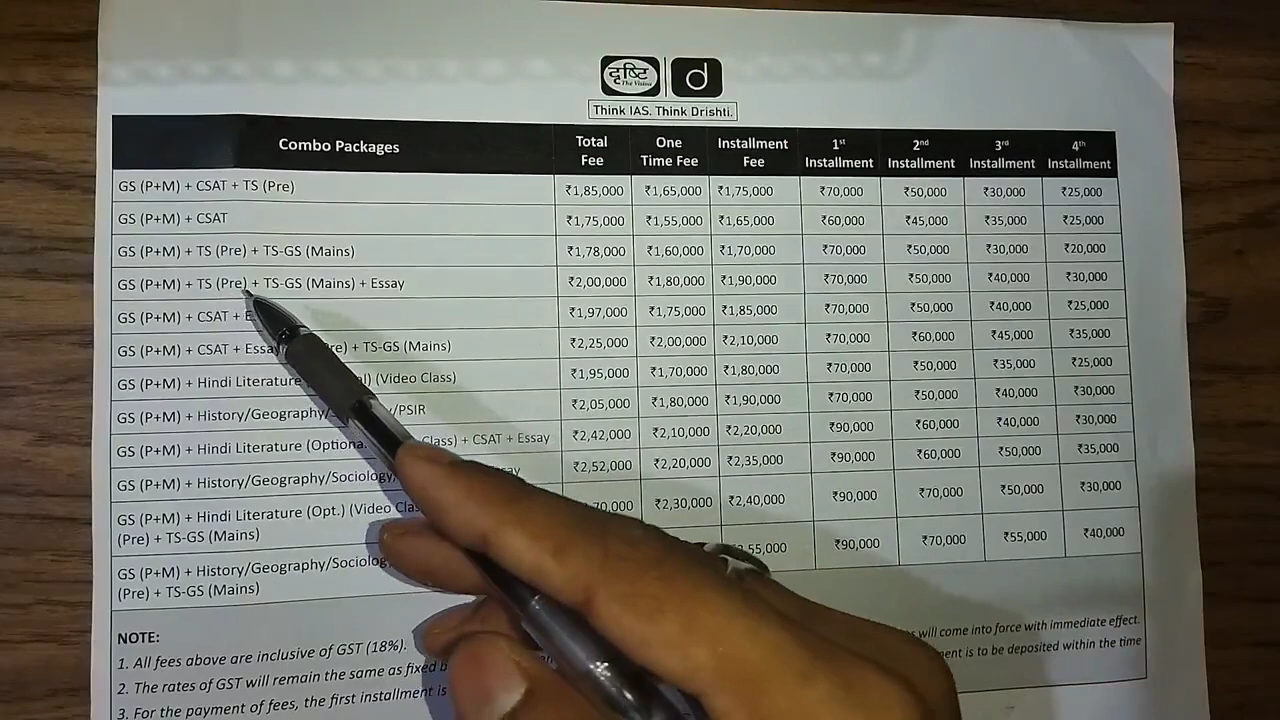 दृष्टि
The Vision
d
Think IAS. Think Drishti.
Combo Packages Total Fee One Time Fee Installment Fee 1st Installment 2nd Installment 3rd Installment 4th Installment
GS (P+M) + CSAT + TS (Pre) ₹1,85,000 ₹1,65,000 ₹1,75,000 ₹70,000 ₹50,000 ₹30,000 ₹25,000
GS (P+M) + CSAT ₹1,75,000 ₹1,55,000 ₹1,65,000 ₹60,000 ₹45,000 ₹35,000 ₹25,000
GS (P+M) + TS (Pre) + TS-GS (Mains) ₹1,78,000 ₹1,60,000 ₹1,70,000 ₹70,000 ₹50,000 ₹30,000 ₹20,000
GS (P+M) + TS (Pre) + TS-GS (Mains) + Essay ₹2,00,000 ₹1,80,000 ₹1,90,000 ₹70,000 ₹50,000 ₹40,000 ₹30,000
GS (P+M) + CSAT + ₹1,97,000 ₹1,75,000 ₹1,85,000 ₹70,000 ₹50,000 ₹40,000 ₹25,000
GS (P+M) + CSAT + Essay + TS-GS (Mains) ₹2,25,000 ₹2,00,000 ₹2,10,000 ₹70,000 ₹60,000 ₹45,000 ₹35,000
GS (P+M) + Hindi Literature (Video Class) ₹1,95,000 ₹1,70,000 ₹1,80,000 ₹70,000 ₹50,000 ₹35,000 ₹25,000
GS (P+M) + History/Geography/ /PSIR ₹2,05,000 ₹1,80,000 ₹1,90,000 ₹70,000 ₹50,000 ₹40,000 ₹30,000
GS (P+M) + Hindi Literature Class) + CSAT + Essay ₹2,42,000 ₹2,10,000 ₹2,20,000 ₹90,000 ₹60,000 ₹40,000 ₹30,000
GS (P+M) + History/Geography/Sociology/ ₹2,52,000 ₹2,20,000 ₹2,35,000 ₹90,000 ₹60,000 ₹50,000 ₹35,000
GS (P+M) + Hindi Literature (Opt.) (Video ₹2,30,000 ₹2,40,000 ₹90,000 ₹70,000 ₹50,000 ₹30,000
(Pre) + TS-GS (Mains)
GS (P+M) + History/Geography/ ₹90,000 ₹70,000 ₹55,000 ₹40,000
(Pre) + TS-GS (Mains)
NOTE:
1. All fees above are inclusive of GST (18%).
2. The rates of GST will remain the same as fixed will come into force with immediate effect.
3. For the payment of fees, the first installment is is to be deposited within the time